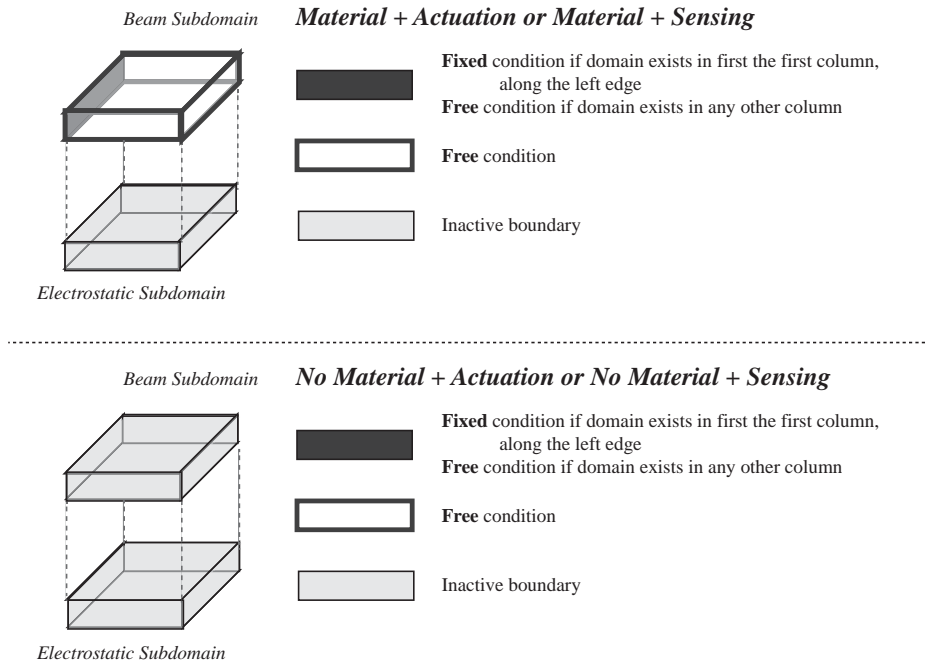 Beam Subdomain
Material + Actuation or Material + Sensing
Fixed condition if domain exists in first the first column,
along the left edge
Free condition if domain exists in any other column
Free condition
Inactive boundary
Electrostatic Subdomain
Beam Subdomain
No Material + Actuation or No Material + Sensing
Fixed condition if domain exists in first the first column,
along the left edge
Free condition if domain exists in any other column
Free condition
Inactive boundary
Electrostatic Subdomain